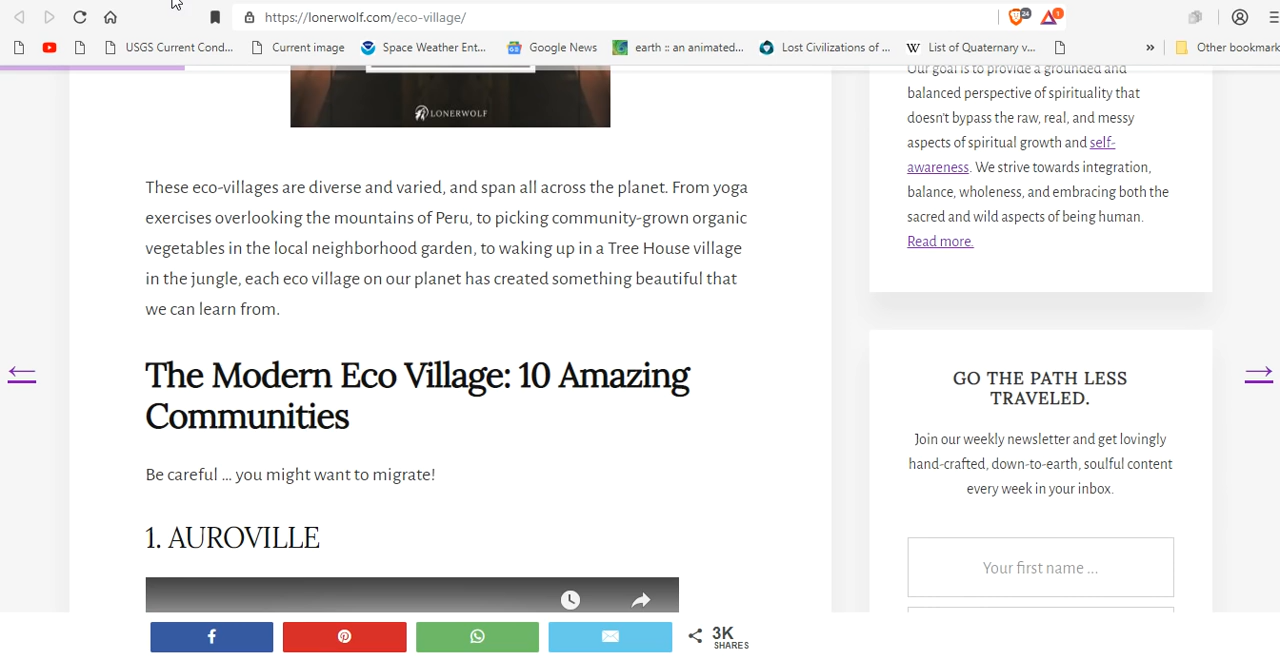 https://lonerwolf.com/eco-village/
24
1
USGS Current Cond...
Current image
Space Weather Ent...
Google News
earth :: an animated...
Lost Civilizations of ...
W List of Quaternary v...
»
Other bookmark
LONERWOLF
These eco-villages are diverse and varied, and span all across the planet. From yoga
exercises overlooking the mountains of Peru, to picking community-grown organic
vegetables in the local neighborhood garden, to waking up in a Tree House village
in the jungle, each eco village on our planet has created something beautiful that
we can learn from.
The Modern Eco Village: 10 Amazing
Communities
Be careful ... you might want to migrate!
1. AUROVILLE
3K
SHARES
Our goal is to provide a grounded and
balanced perspective of spirituality that
doesn't bypass the raw, real, and messy
aspects of spiritual growth and self-
awareness. We strive towards integration,
balance, wholeness, and embracing both the
sacred and wild aspects of being human.
Read more.
GO THE PATH LESS
TRAVELED.
Join our weekly newsletter and get lovingly
hand-crafted, down-to-earth, soulful content
every week in your inbox.
Your first name ...